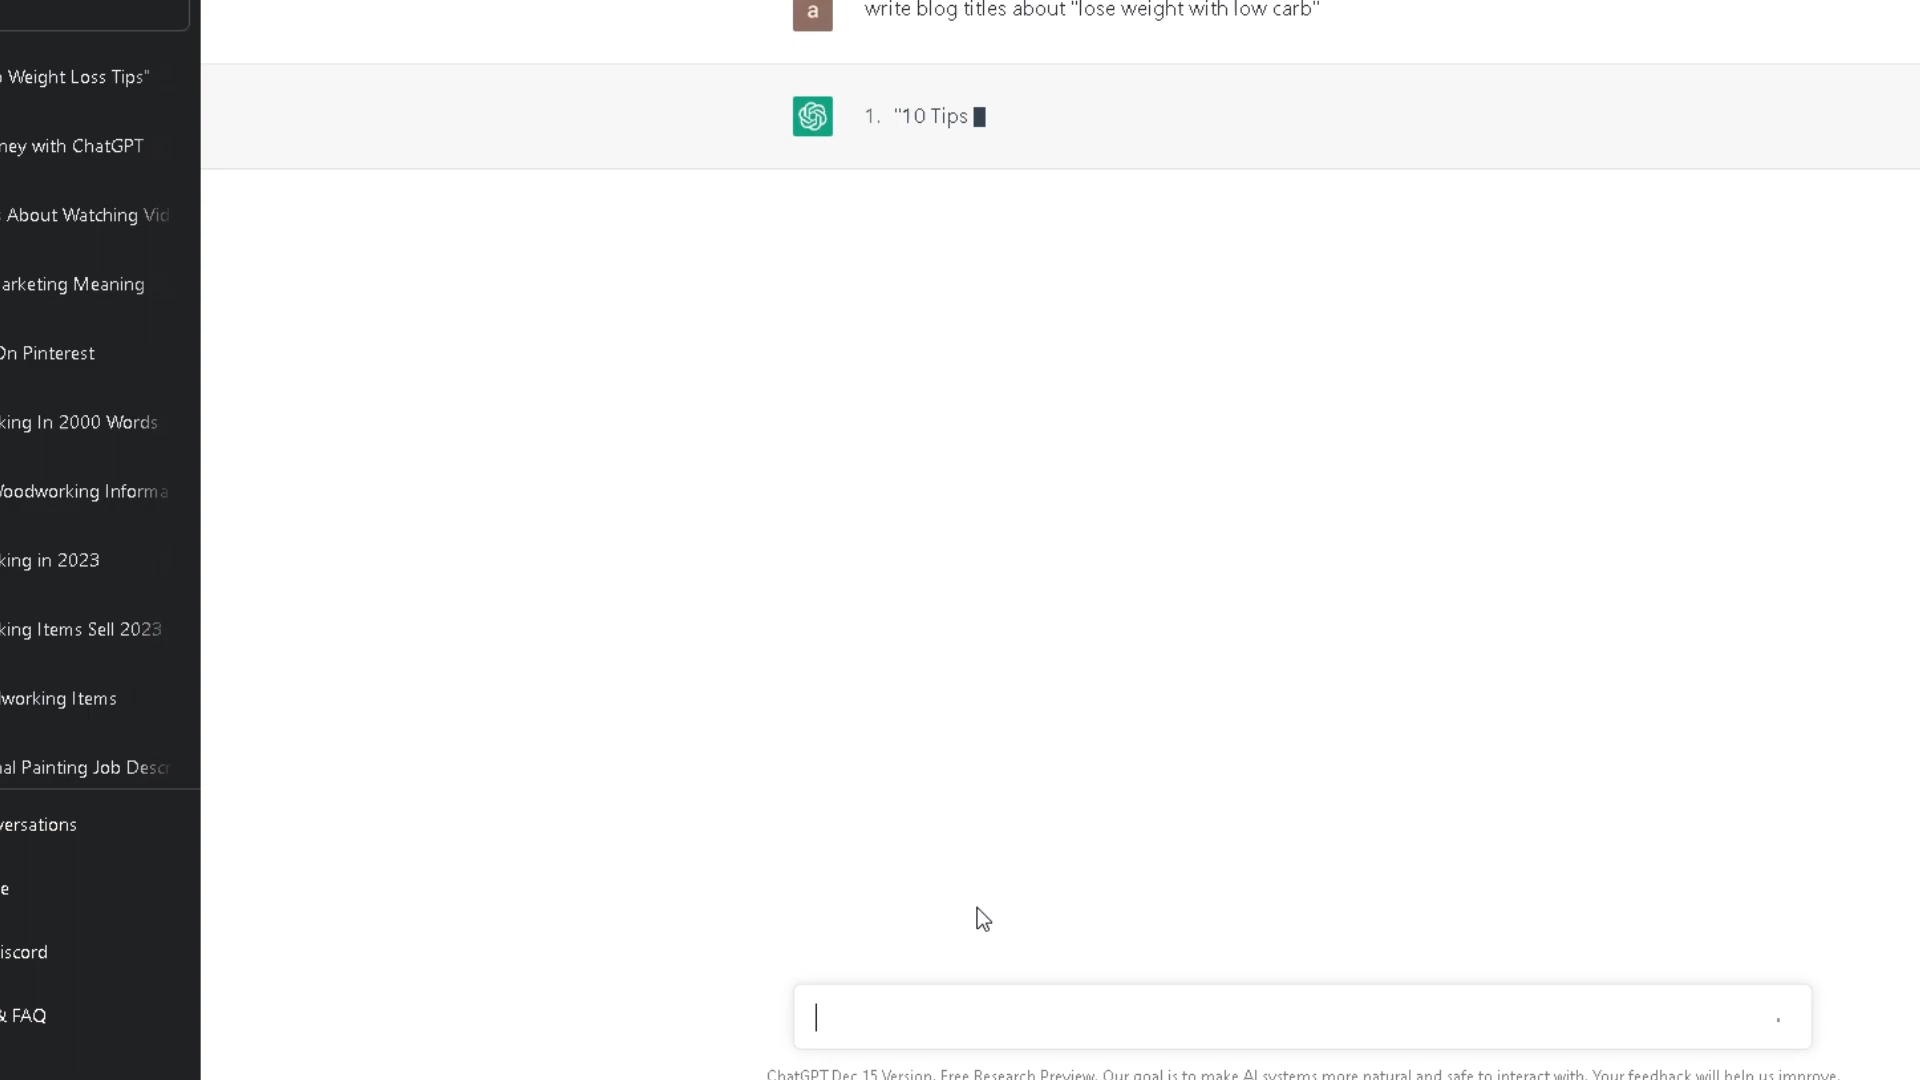 a
write blog titles about "lose weight with low carb"
Weight Loss Tips"
ney with ChatGPT
About Watching Vid
arketing Meaning
On Pinterest
king In 2000 Words
Woodworking Informa
king in 2023
king Items Sell 2023
working Items
al Painting Job Descr
versations
e
iscord
& FAQ
1. "10 Tips
ChatGPT Dec 15 Version. Free Research Preview. Our goal is to make AI systems more natural and safe to interact with. Your feedback will help us improve.